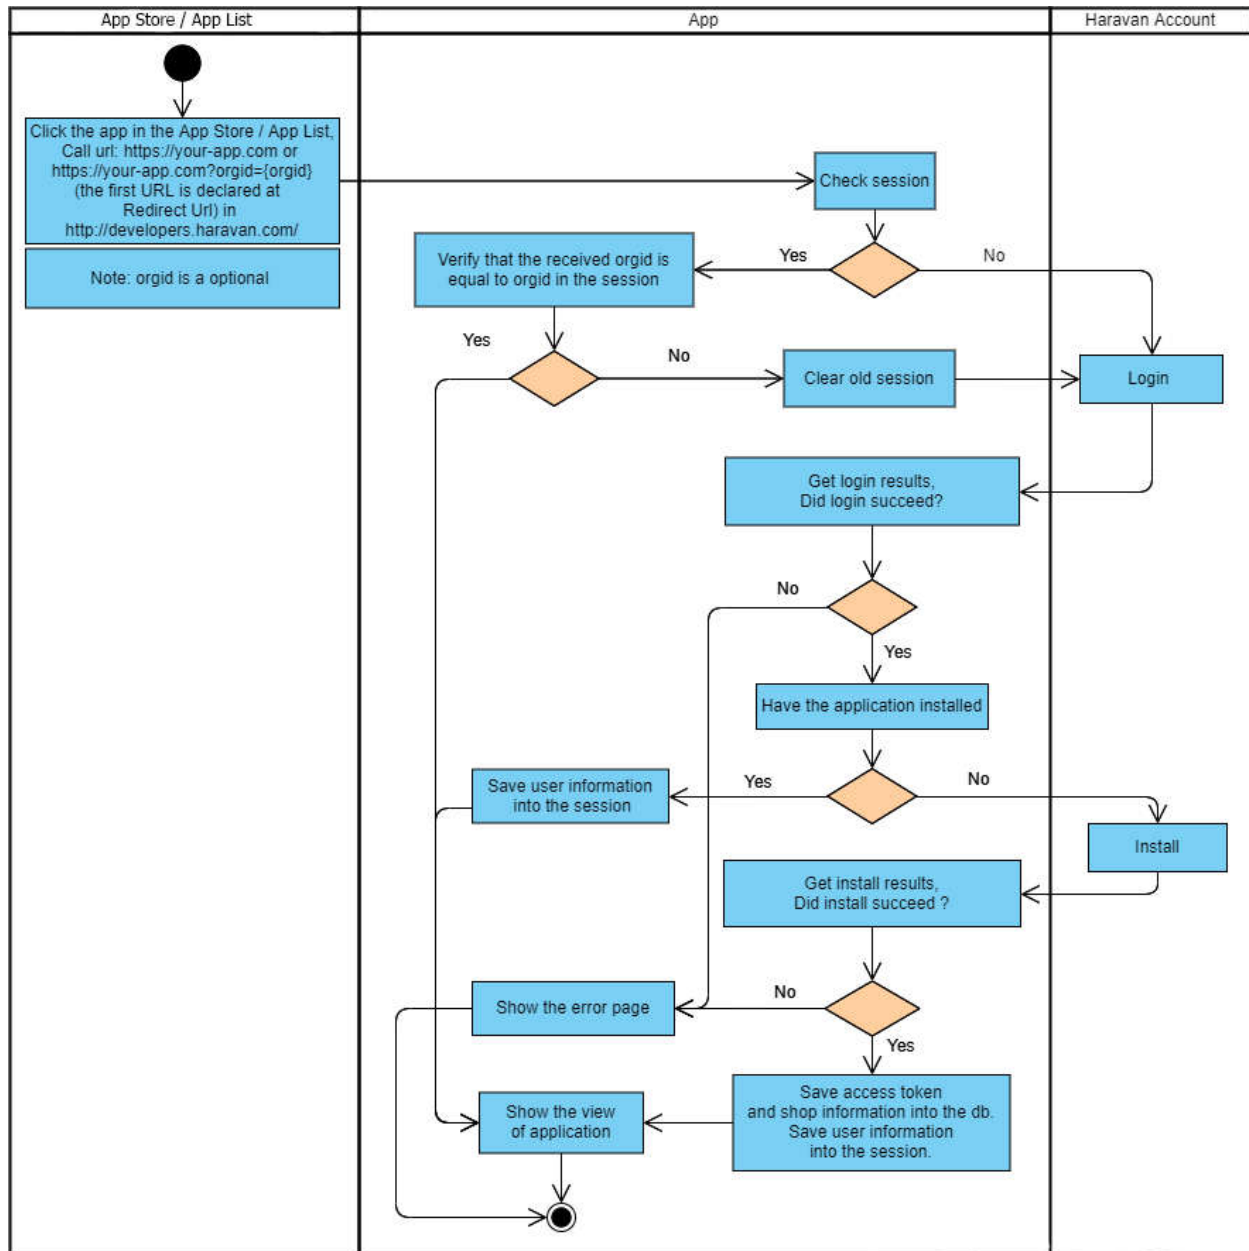 App Store / App List
App
Haravan Account
Click the app in the App Store / App List,
Call url: https://your-app.com or
https://your-app.com?orgid={orgid}
(the first URL is declared at
Redirect Url) in
http://developers.haravan.com/
Note: orgid is a optional
Check session
Yes
No
Verify that the received orgid is
equal to orgid in the session
Yes
No
Clear old session
Login
Get login results,
Did login succeed?
No
Yes
Have the application installed
Yes
No
Save user information
into the session
Install
Get install results,
Did install succeed ?
No
Yes
Show the error page
Save access token
and shop information into the db.
Save user information
into the session.
Show the view
of application